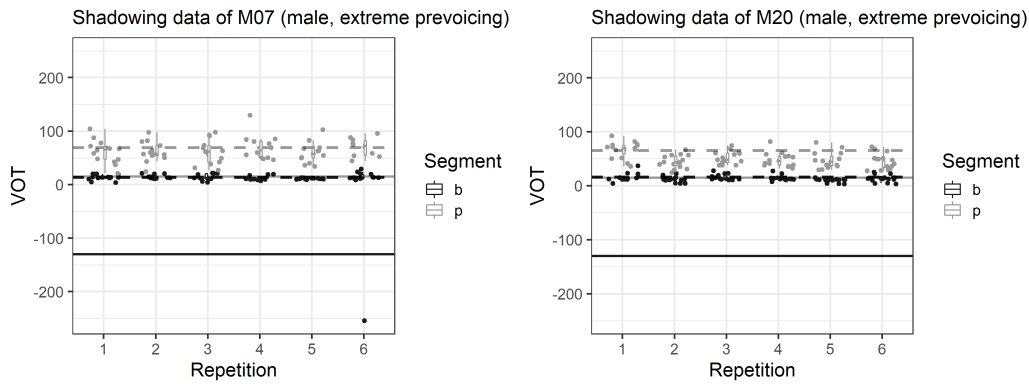 Shadowing data of M07 (male, extreme prevoicing)
VOT
200
100
0
-100
-200
1 2 3 4 5 6
Repetition
Segment
b
p
Shadowing data of M20 (male, extreme prevoicing)
VOT
200
100
0
-100
-200
1 2 3 4 5 6
Repetition
Segment
b
p